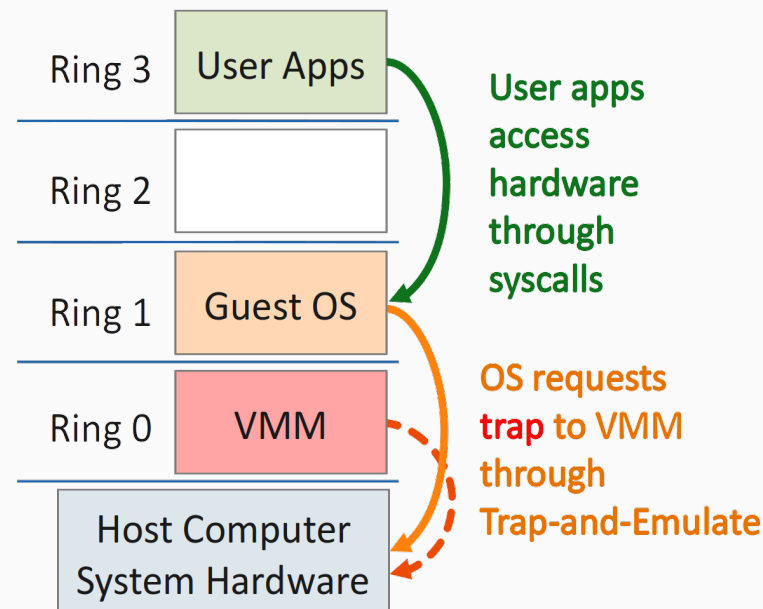 Ring 3
User Apps
User apps
access
hardware
through
syscalls
Ring 2
Ring 1
Guest OS
OS requests
trap to VMM
through
Trap-and-Emulate
Ring 0
VMM
Host Computer
System Hardware